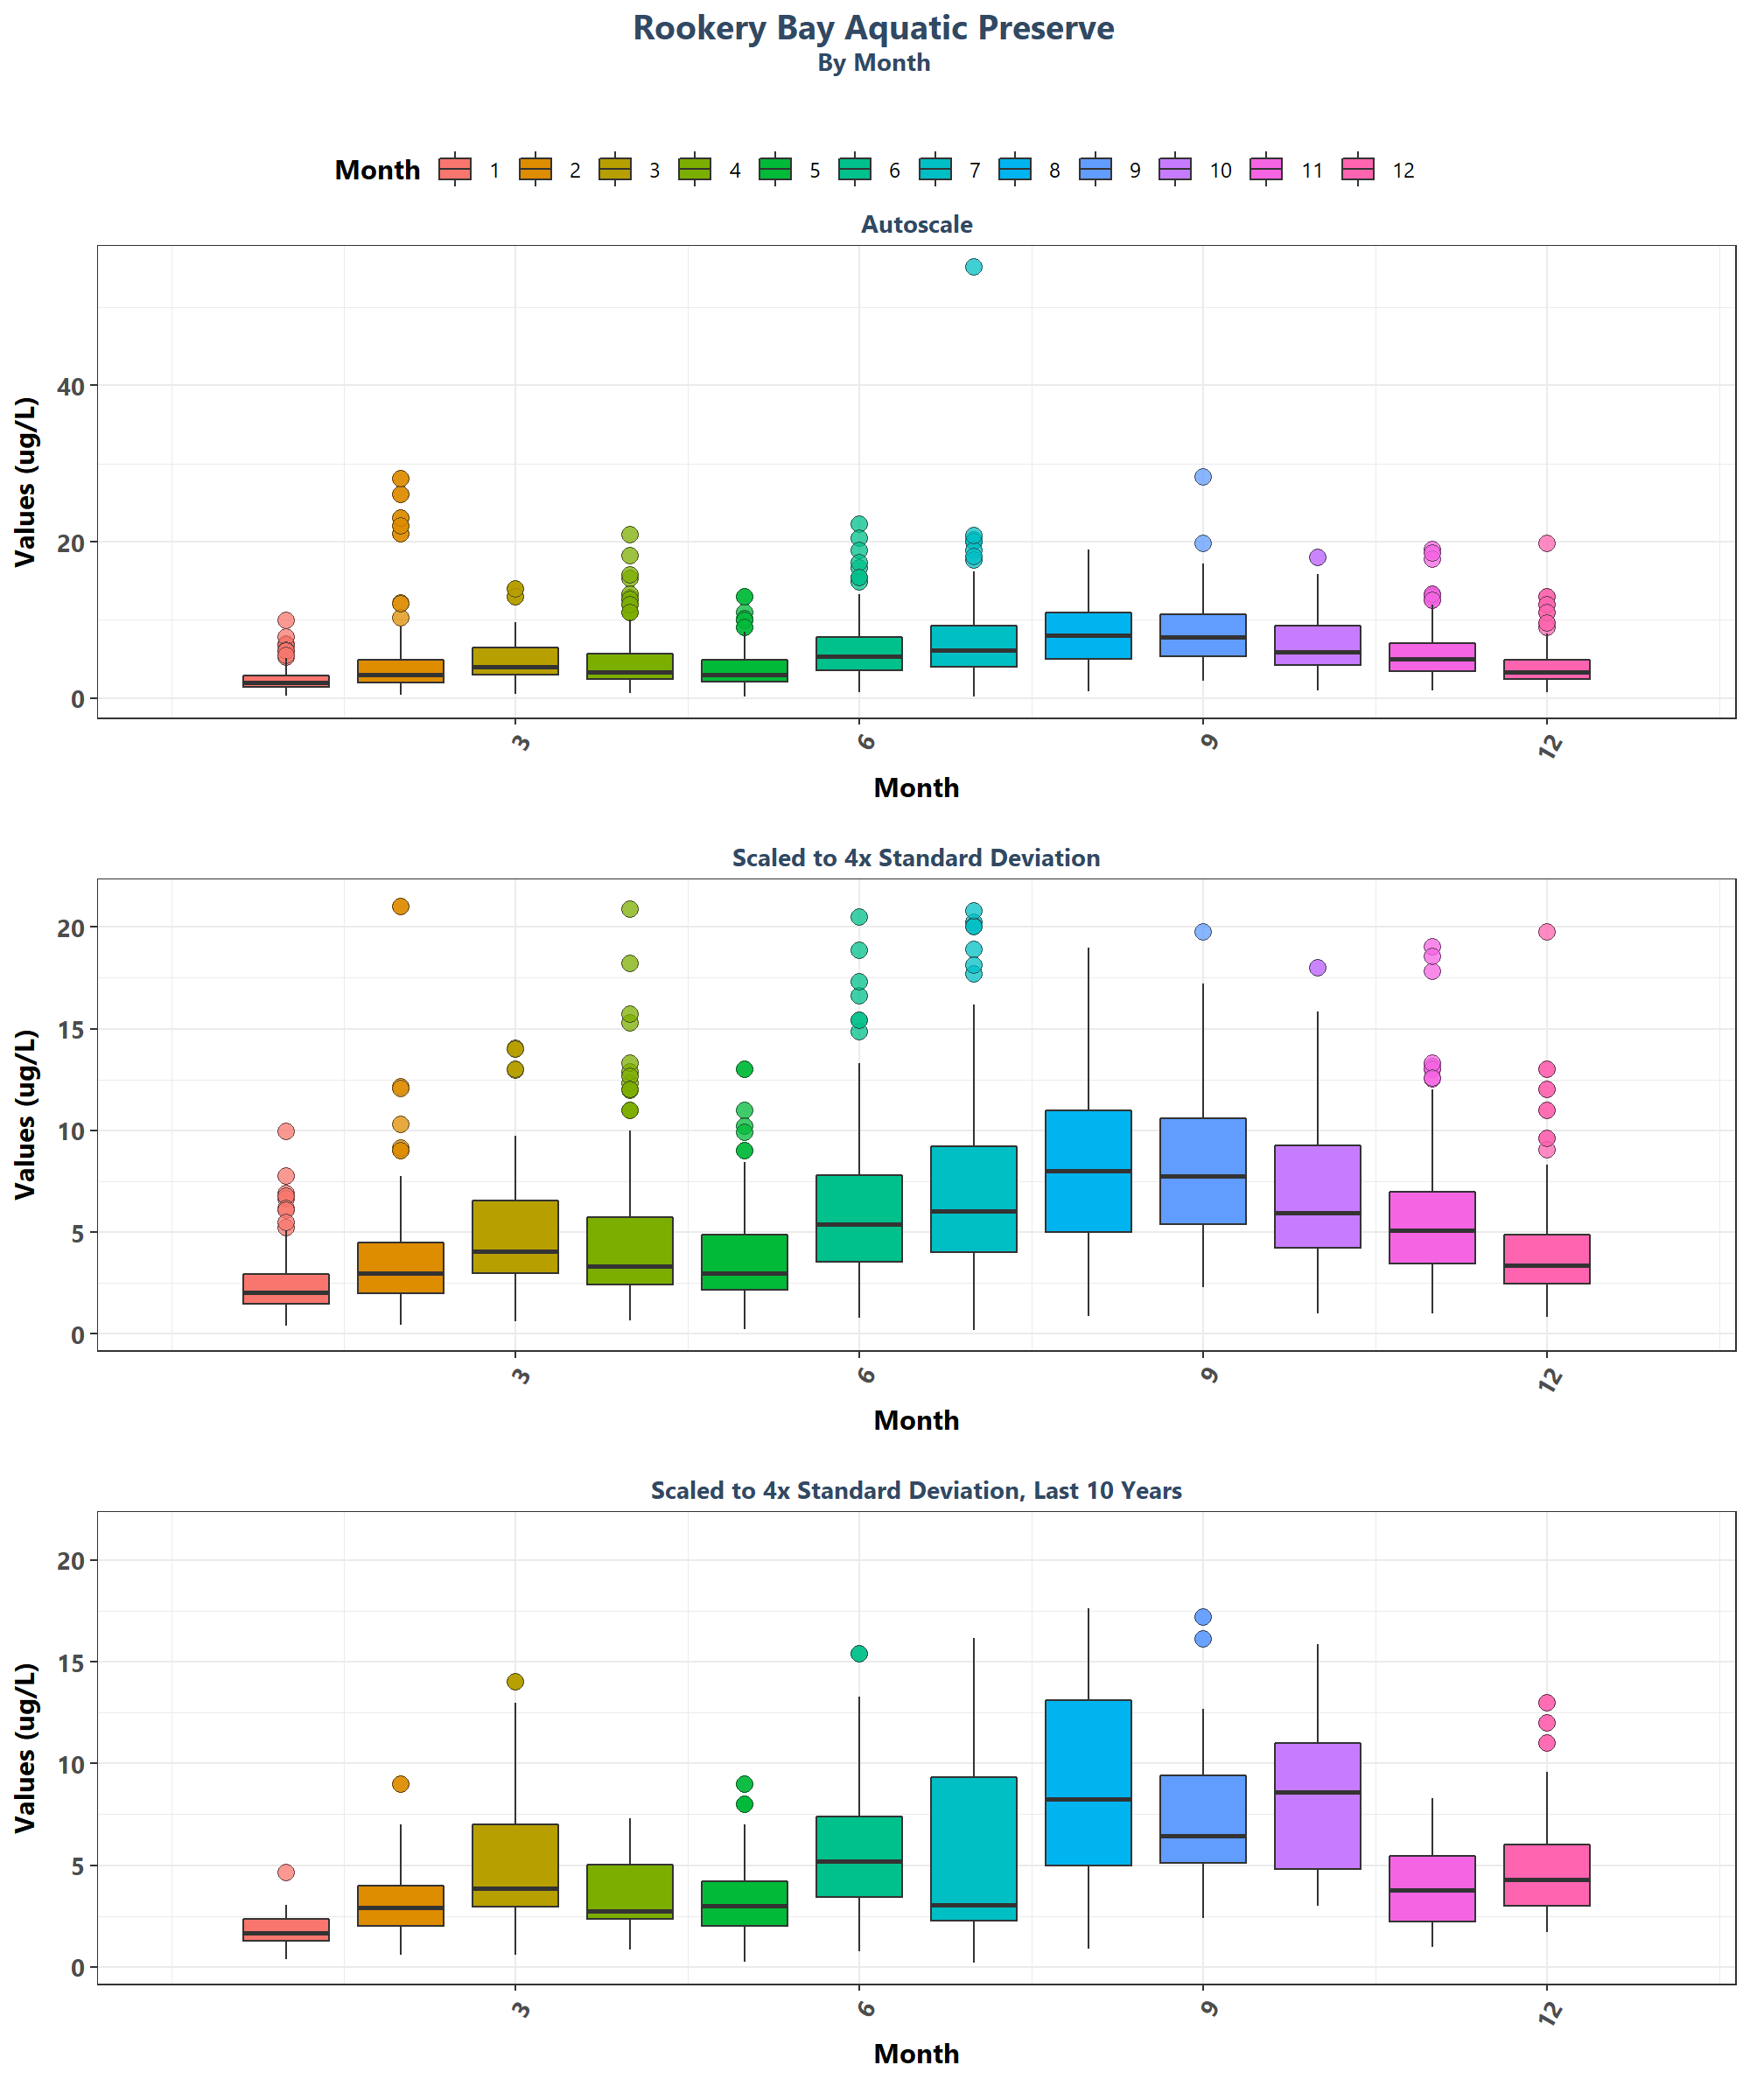 Rookery Bay Aquatic Preserve
By Month
Month 1 2 3 4 5 6 7 8 9 10 11 12
Autoscale
Values (ug/L)
40
20
0
3 6 9 12
Month
Scaled to 4x Standard Deviation
Values (ug/L)
20
15
10
5
0
3 6 9 12
Month
Scaled to 4x Standard Deviation, Last 10 Years
Values (ug/L)
20
15
10
5
0
3 6 9 12
Month